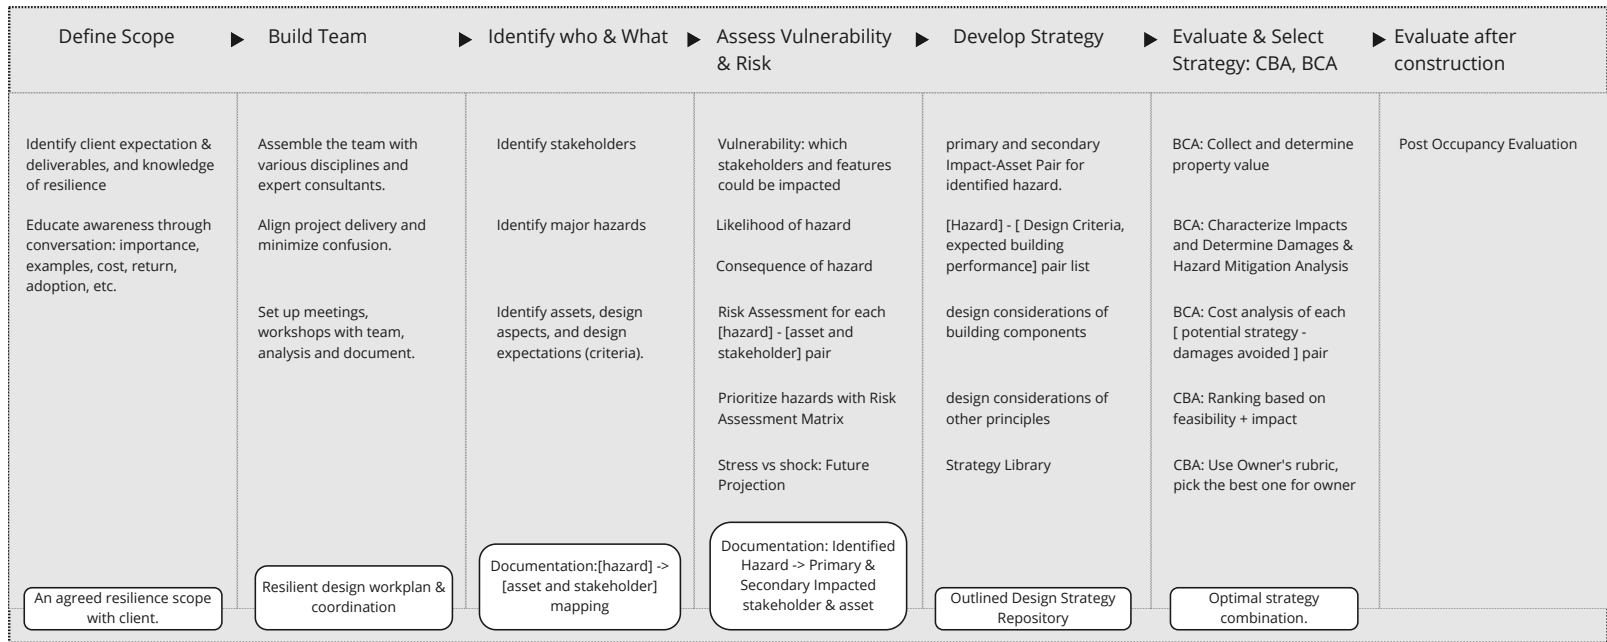 Define Scope
Build Team
Identify who & What
Assess Vulnerability
& Risk
Develop Strategy
Evaluate & Select
Strategy: CBA, BCA
Evaluate after
construction
Identify client expectation &
deliverables, and knowledge
of resilience
Educate awareness through
conversation: importance,
examples, cost, return,
adoption, etc.
An agreed resilience scope
with client.
Assemble the team with
various disciplines and
expert consultants.
Align project delivery and
minimize confusion.
Set up meetings,
workshops with team,
analysis and document.
Resilient design workplan &
coordination
Identify stakeholders
Identify major hazards
Identify assets, design
aspects, and design
expectations (criteria).
Documentation:[hazard] ->
[asset and stakeholder]
mapping
Vulnerability: which
stakeholders and features
could be impacted
Likelihood of hazard
Consequence of hazard
Risk Assessment for each
[hazard] - [asset and
stakeholder] pair
Prioritize hazards with Risk
Assessment Matrix
Stress vs shock: Future
Projection
Documentation: Identified
Hazard -> Primary &
Secondary Impacted
stakeholder & asset
primary and secondary
Impact-Asset Pair for
identified hazard.
[Hazard] - [ Design Criteria,
expected building
performance] pair list
design considerations of
building components
design considerations of
other principles
Strategy Library
Outlined Design Strategy
Repository
BCA: Collect and determine
property value
BCA: Characterize Impacts
and Determine Damages &
Hazard Mitigation Analysis
BCA: Cost analysis of each
[ potential strategy -
damages avoided ] pair
CBA: Ranking based on
feasibility + impact
CBA: Use Owner's rubric,
pick the best one for owner
Optimal strategy
combination.
Post Occupancy Evaluation